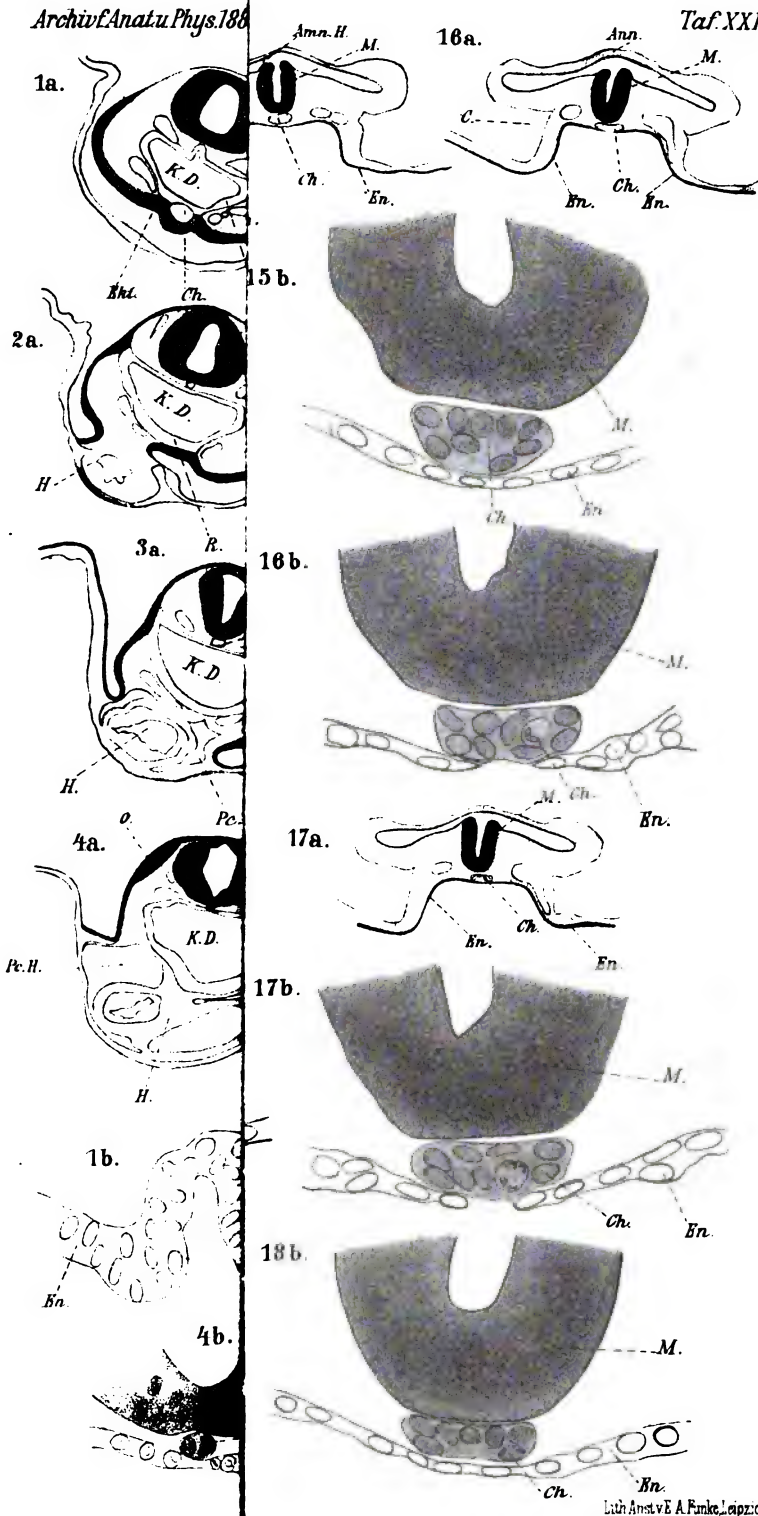 Archiv f. Anat. u. Phys. 188
Taf. XXI
1a.
K.D.
Ekt.
Ch.
2a.
K.D.
H
R.
3a.
K.D.
H.
Pc.
4a.
o.
K.D.
Pc.H.
H.
1b.
En.
4b.
Amn.H.
M.
Ch.
En.
16a.
Ann.
M.
C.
En.
Ch.
En.
15b.
M.
Ch
En
16b.
M.
Ch.
En.
17a.
M.
En.
Ch.
En.
17b.
M.
Ch.
En.
18b.
M.
Ch.
En.
Lith Anst v E A Funke, Leipzig